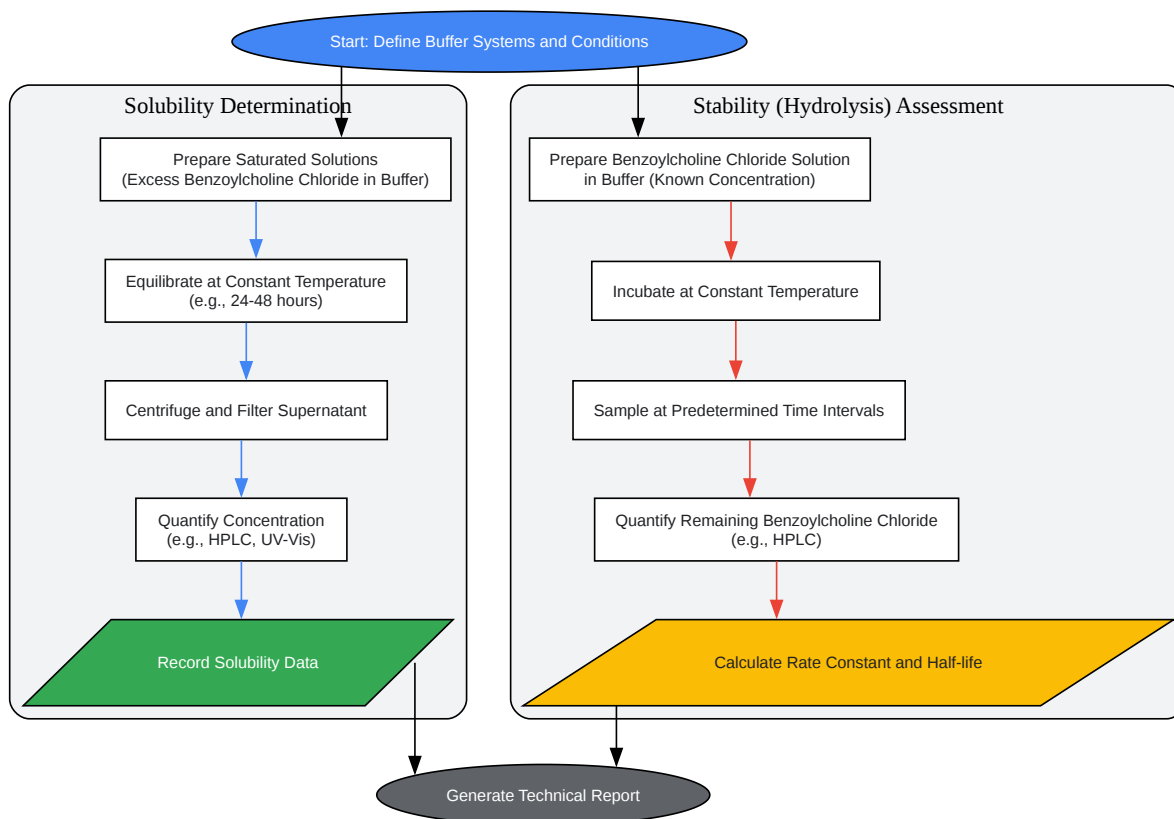 Start: Define Buffer Systems and Conditions
Solubility Determination
Prepare Saturated Solutions
(Excess Benzoylcholine Chloride in Buffer)
Equilibrate at Constant Temperature
(e.g., 24-48 hours)
Centrifuge and Filter Supernatant
Quantify Concentration
(e.g., HPLC, UV-Vis)
Record Solubility Data
Stability (Hydrolysis) Assessment
Prepare Benzoylcholine Chloride Solution
in Buffer (Known Concentration)
Incubate at Constant Temperature
Sample at Predetermined Time Intervals
Quantify Remaining Benzoylcholine Chloride
(e.g., HPLC)
Calculate Rate Constant and Half-life
Generate Technical Report